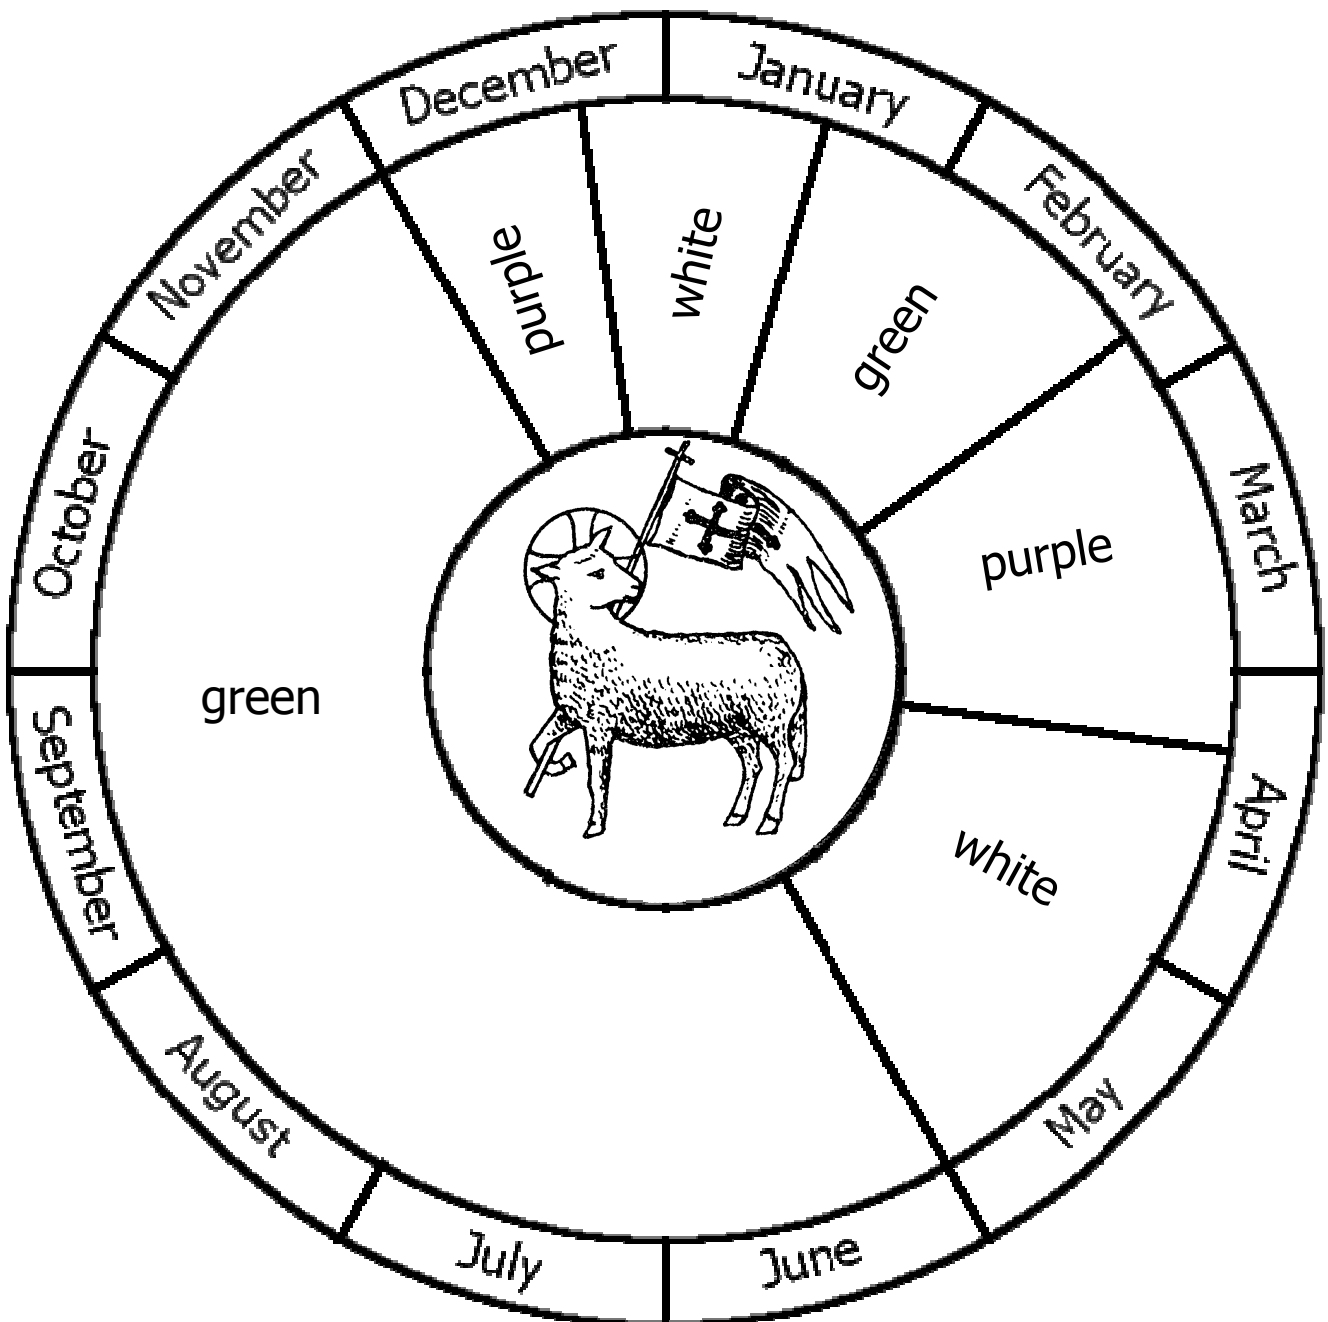 January
February
March
April
May
June
July
August
September
October
November
December
white
green
purple
white
green
purple